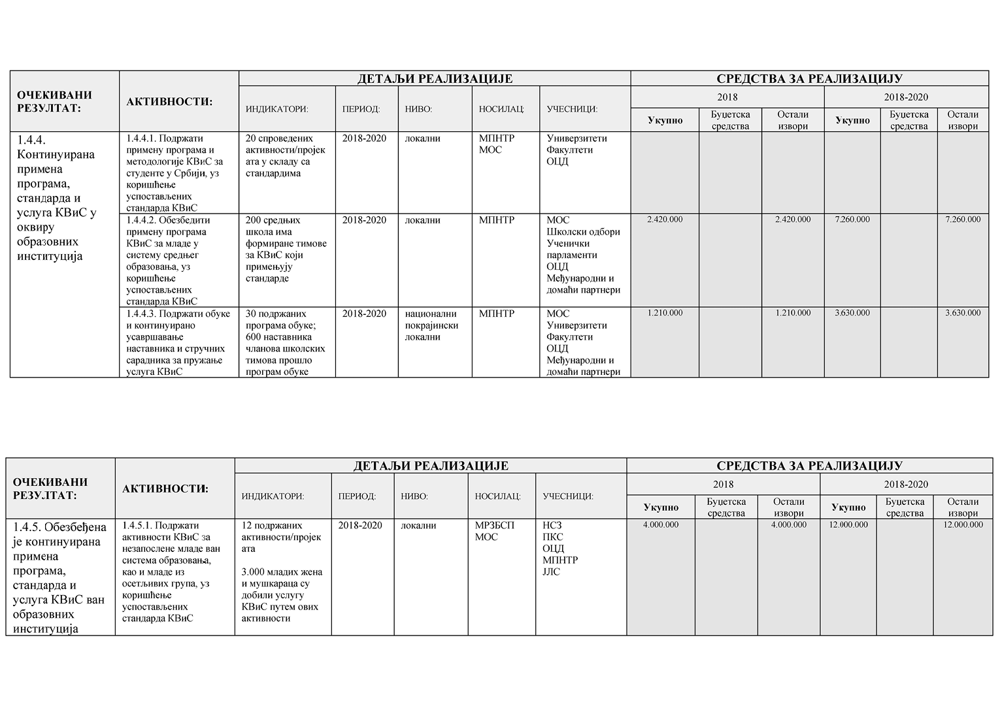 ОЧЕКИВАНИ
РЕЗУЛТАТ:
АКТИВНОСТИ:
ДЕТАЉИ РЕАЛИЗАЦИЈЕ
СРЕДСТВА ЗА РЕАЛИЗАЦИЈУ
ИНДИКАТОРИ:
ПЕРИОД:
НИВО:
НОСИЛАЦ:
УЧЕСНИЦИ:
2018
2018-2020
Укупно
Буџетска
средства
Остали
извори
Укупно
Буџетска
средства
Остали
извори
1.4.4.
Континуирана
примена
програма,
стандарда и
услуга КВиС у
оквиру
образовних
институција
1.4.4.1. Подржати
примену програма и
методологије КВиС за
студенте у Србији, уз
коришћење
успостављених
стандарда КВиС
20 спроведених
активности/пројек
ата у складу са
стандардима
2018-2020
локални
МПНТР
МОС
Универзитети
Факултети
ОЦД
1.4.4.2. Обезбедити
примену програма
КВиС за младе у
систему средњег
образовања, уз
коришћење
успостављених
стандарда КВиС
200 средњих
школа има
формиране тимове
за КВиС који
примењују
стандарде
2018-2020
локални
МПНТР
МОС
Школски одбори
Ученички
парламенти
ОЦД
Међународни и
домаћи партнери
2.420.000
2.420.000
7.260.000
7.260.000
1.4.4.3. Подржати обуке
и континуирано
усавршавање
наставника и стручних
сарадника за пружање
услуга КВиС
30 подржаних
програма обуке;
600 наставника
чланова школских
тимова прошло
програм обуке
2018-2020
национални
покрајински
локални
МПНТР
МОС
Универзитети
Факултети
ОЦД
Међународни и
домаћи партнери
1.210.000
1.210.000
3.630.000
3.630.000
ОЧЕКИВАНИ
РЕЗУЛТАТ:
АКТИВНОСТИ:
ДЕТАЉИ РЕАЛИЗАЦИЈЕ
СРЕДСТВА ЗА РЕАЛИЗАЦИЈУ
ИНДИКАТОРИ:
ПЕРИОД:
НИВО:
НОСИЛАЦ:
УЧЕСНИЦИ:
2018
2018-2020
Укупно
Буџетска
средства
Остали
извори
Укупно
Буџетска
средства
Остали
извори
1.4.5. Обезбеђена
је континуирана
примена
програма,
стандарда и
услуга КВиС ван
образовних
институција
1.4.5.1. Подржати
активности КВиС за
незапослене младе ван
система образовања,
као и младе из
осетљивих група, уз
коришћење
успостављених
стандарда КВиС
12 подржаних
активности/пројек
ата
3.000 младих жена
и мушкараца су
добили услугу
КВиС путем ових
активности
2018-2020
локални
МРЗБСП
МОС
НСЗ
ПКС
ОЦД
МПНТР
ЈЛС
4.000.000
4.000.000
12.000.000
12.000.000